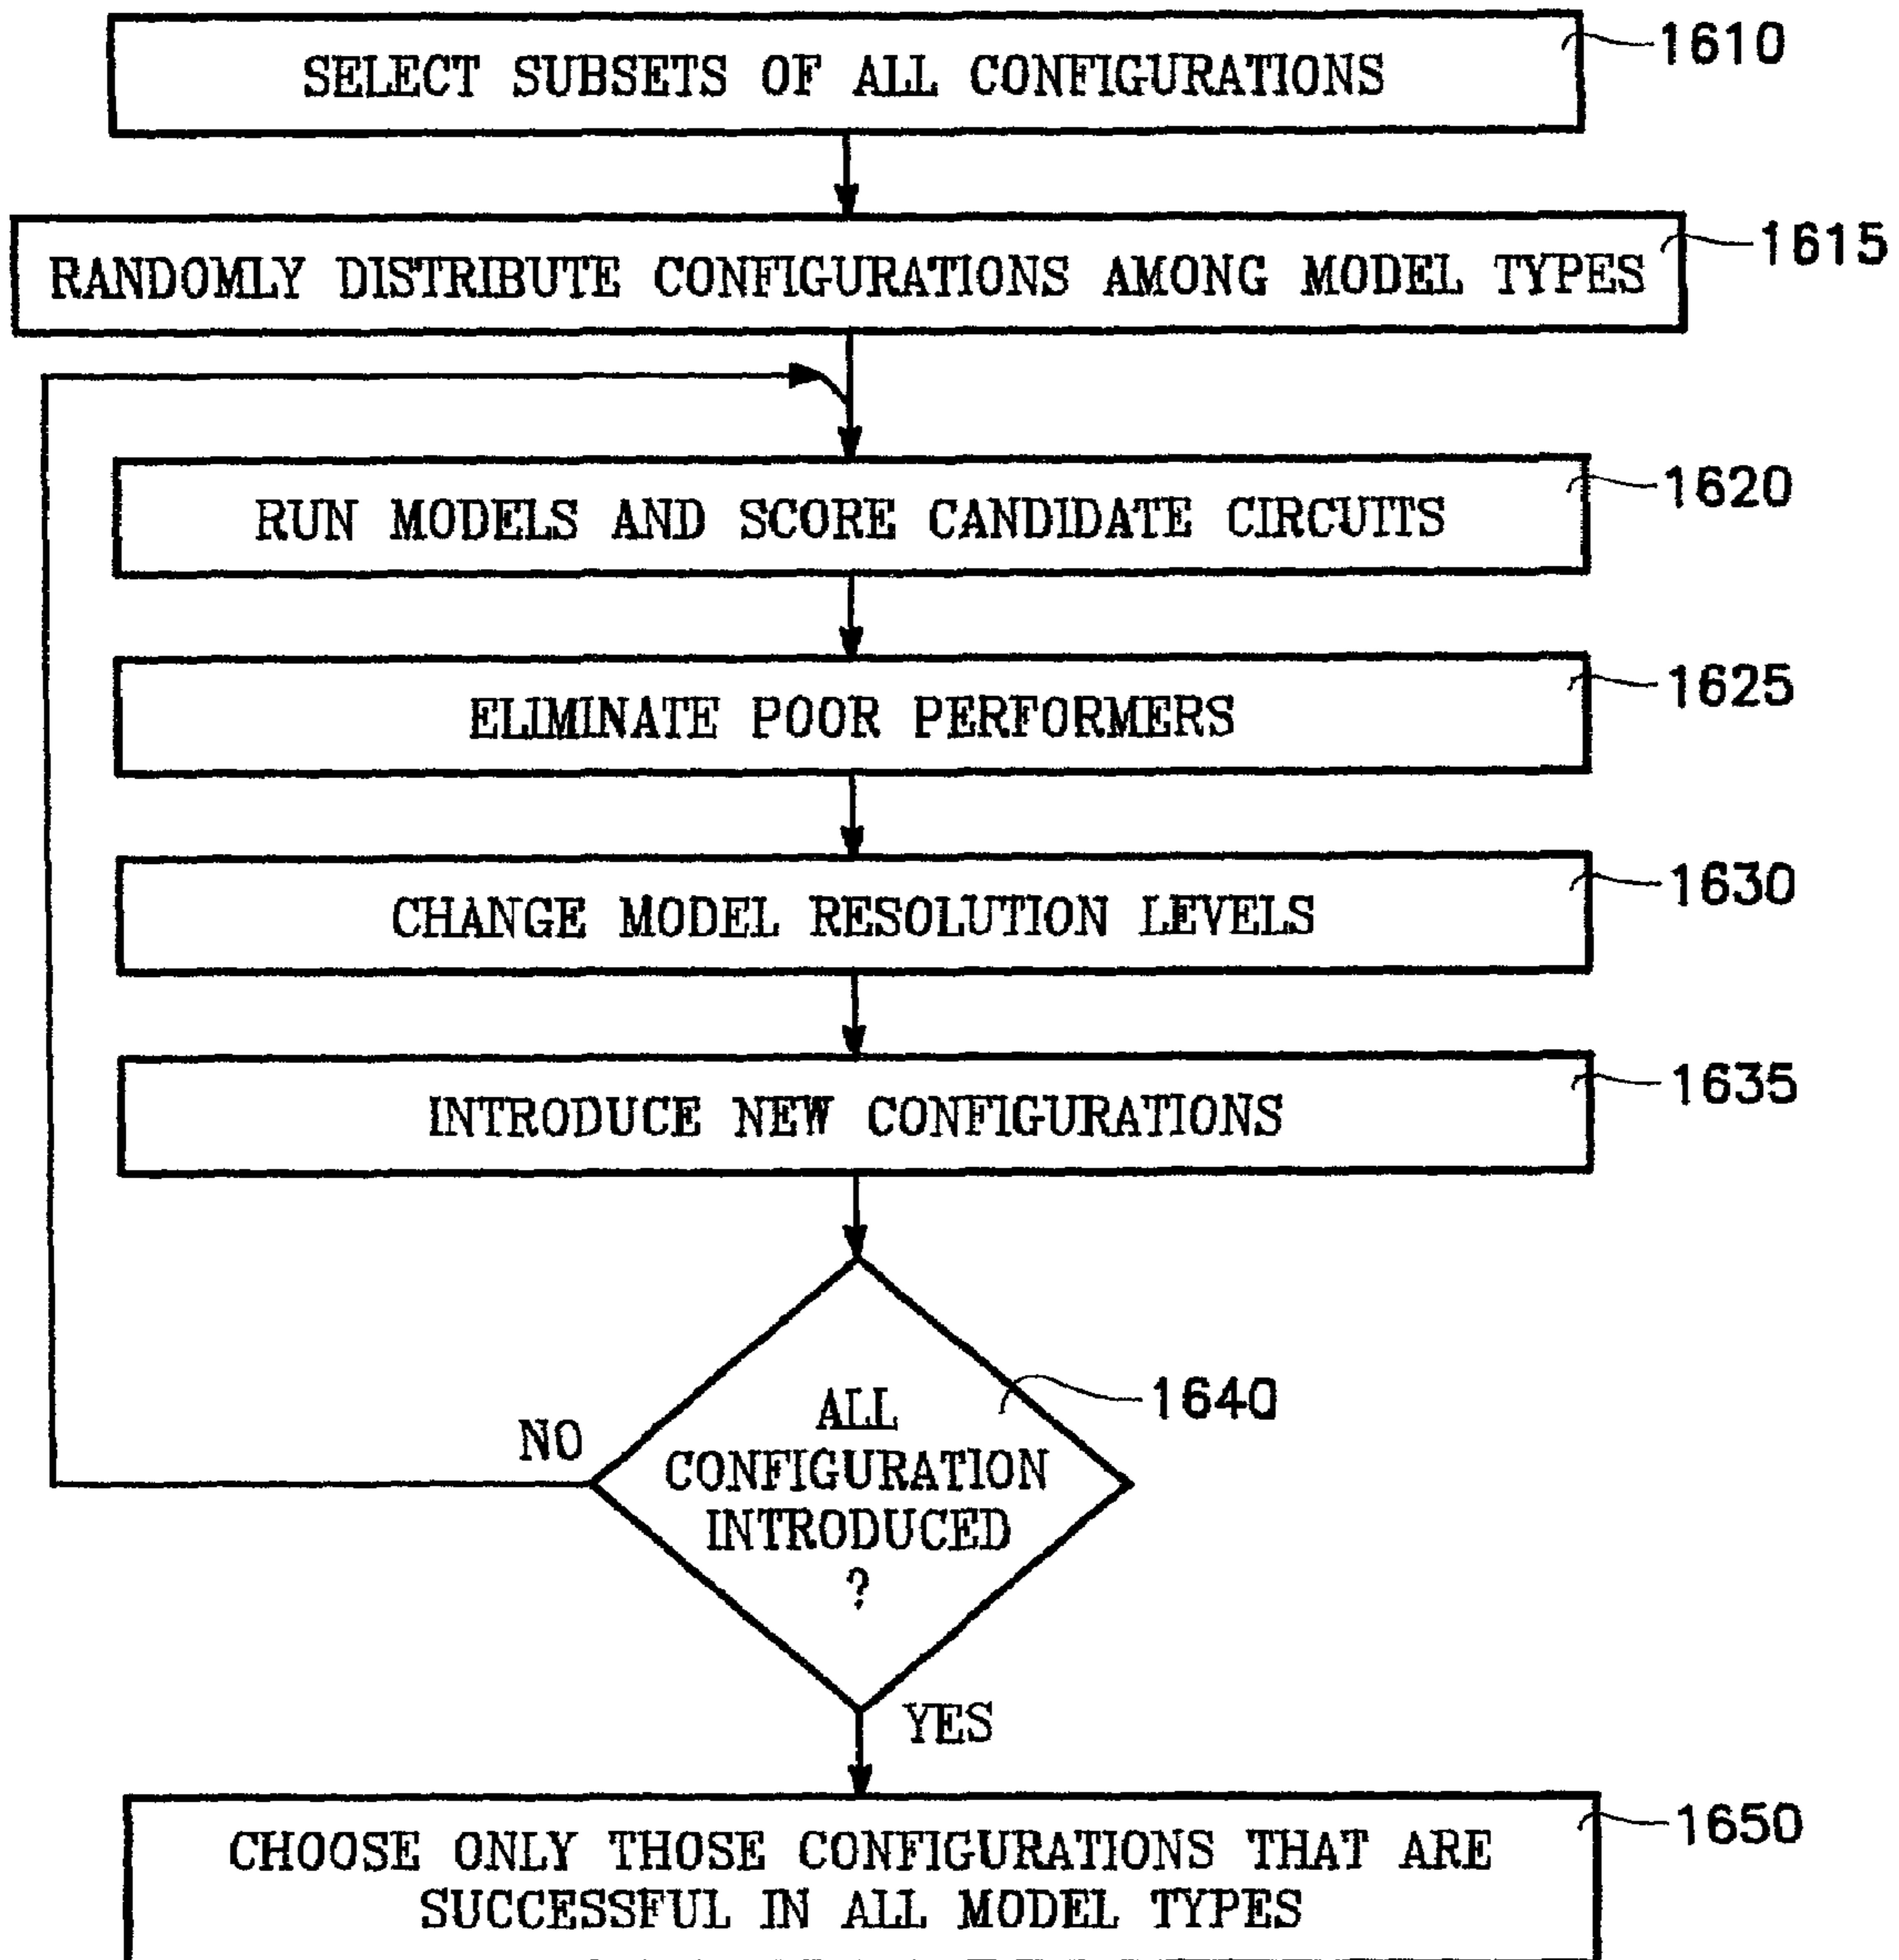 SELECT SUBSETS OF ALL CONFIGURATIONS
1610
RANDOMLY DISTRIBUTE CONFIGURATIONS AMONG MODEL TYPES
1615
RUN MODELS AND SCORE CANDIDATE CIRCUITS
1620
ELIMINATE POOR PERFORMERS
1625
CHANGE MODEL RESOLUTION LEVELS
1630
INTRODUCE NEW CONFIGURATIONS
1635
ALL
CONFIGURATION
INTRODUCED
?
1640
NO
YES
CHOOSE ONLY THOSE CONFIGURATIONS THAT ARE
SUCCESSFUL IN ALL MODEL TYPES
1650